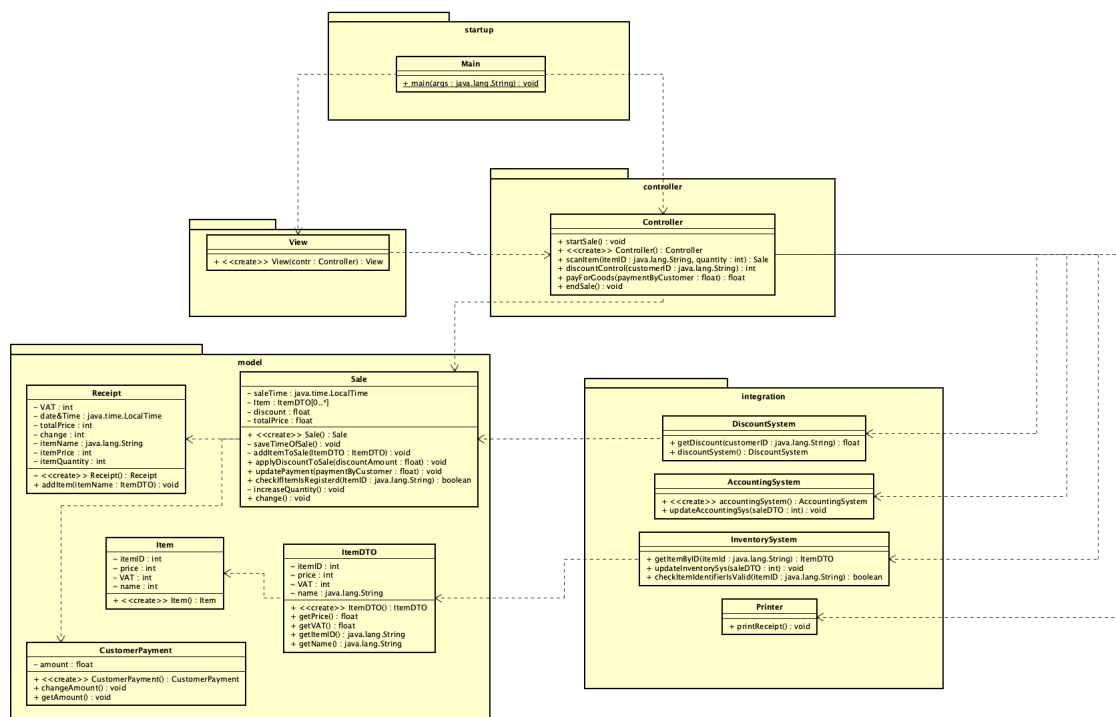 startup
Main
+ main(args : java.lang.String) : void
controller
Controller
+ startSale() : void
+ <<create>> Controller() : Controller
+ scanItem(itemID : java.lang.String, quantity : int) : Sale
+ discountControl(customerID : java.lang.String) : int
+ payForGoods(paymentByCustomer : float) : float
+ endSale() : void
View
+ <<create>> View(contr : Controller) : View
model
Receipt
– VAT : int
– date&Time : java.time.LocalTime
– totalPrice : int
– change : int
– itemName : java.lang.String
– itemPrice : int
– itemQuantity : int
~ <<create>> Receipt() : Receipt
+ addItem(itemName : ItemDTO) : void
Sale
– saleTime : java.time.LocalTime
– Item : ItemDTO[0..*]
– discount : float
– totalPrice : float
+ <<create>> Sale() : Sale
– saveTimeOfSale() : void
– addItemToSale(ItemDTO : ItemDTO) : void
+ applyDiscountToSale(discountAmount : float) : void
+ updatePayment(paymentByCustomer : float) : void
+ checkIfItemIsRegisterd(ItemID : java.lang.String) : boolean
– increaseQuantity() : void
+ change() : void
Item
~ itemID : int
~ price : int
– VAT : int
~ name : int
+ <<create>> Item() : Item
ItemDTO
~ itemID : int
~ price : int
~ VAT : int
~ name : java.lang.String
+ <<create>> ItemDTO() : ItemDTO
+ getPrice() : float
+ getVAT() : float
+ getItemID() : java.lang.String
+ getName() : java.lang.String
CustomerPayment
– amount : float
+ <<create>> CustomerPayment() : CustomerPayment
+ changeAmount() : void
+ getAmount() : void
integration
DiscountSystem
+ getDiscount(customerID : java.lang.String) : float
+ discountSystem() : DiscountSystem
AccountingSystem
+ <<create>> accountingSystem() : AccountingSystem
+ updateAccountingSys(saleDTO : int) : void
InventorySystem
+ getItemByID(itemId : java.lang.String) : ItemDTO
+ updateInventorySys(saleDTO : int) : void
+ checkItemIdentifierIsValid(itemID : java.lang.String) : boolean
Printer
+ printReceipt() : void